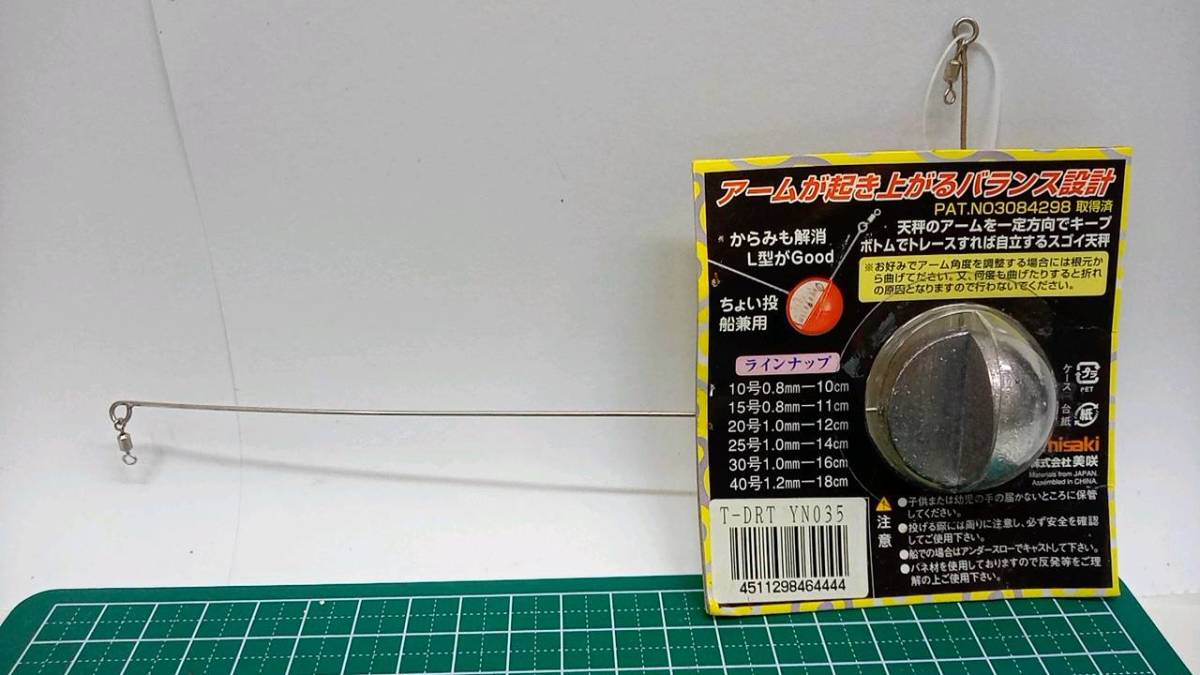 アームが起き上がるバランス設計
PAT.NO3084298 取得済
天秤のアームを一定方向でキープ
ボトムでトレースすれば自立するスゴイ天秤
からみも解消
L型がGood
※お好みでアーム角度を調整する場合には根元か
ら曲げてださい。又、何度も曲げたりすると折れ
の原因となりますので行わないでください。
ちょい投
船兼用
ラインナップ
10号0.8mm―10cm
15号0.8mm―11cm
20号1.0mm―12cm
25号1.0mm―14cm
30号1.0mm―16cm
40号1.2mm―18cm
ケース
PET
台紙
紙
hisaki
株式会社美咲
Materials from JAPAN.
Assembled in CHINA.
T-DRT YN035
4511298464444
注意
●子供または幼児の手の届かないところに保管
してください。
●投げる際には周りに注意し、必ず安全を確認
してご使用下さい。
●船での場合はアンダースローでキャストして下さい。
●バネ材を使用しておりますので反発等をご理
解の上ご使用下さい。